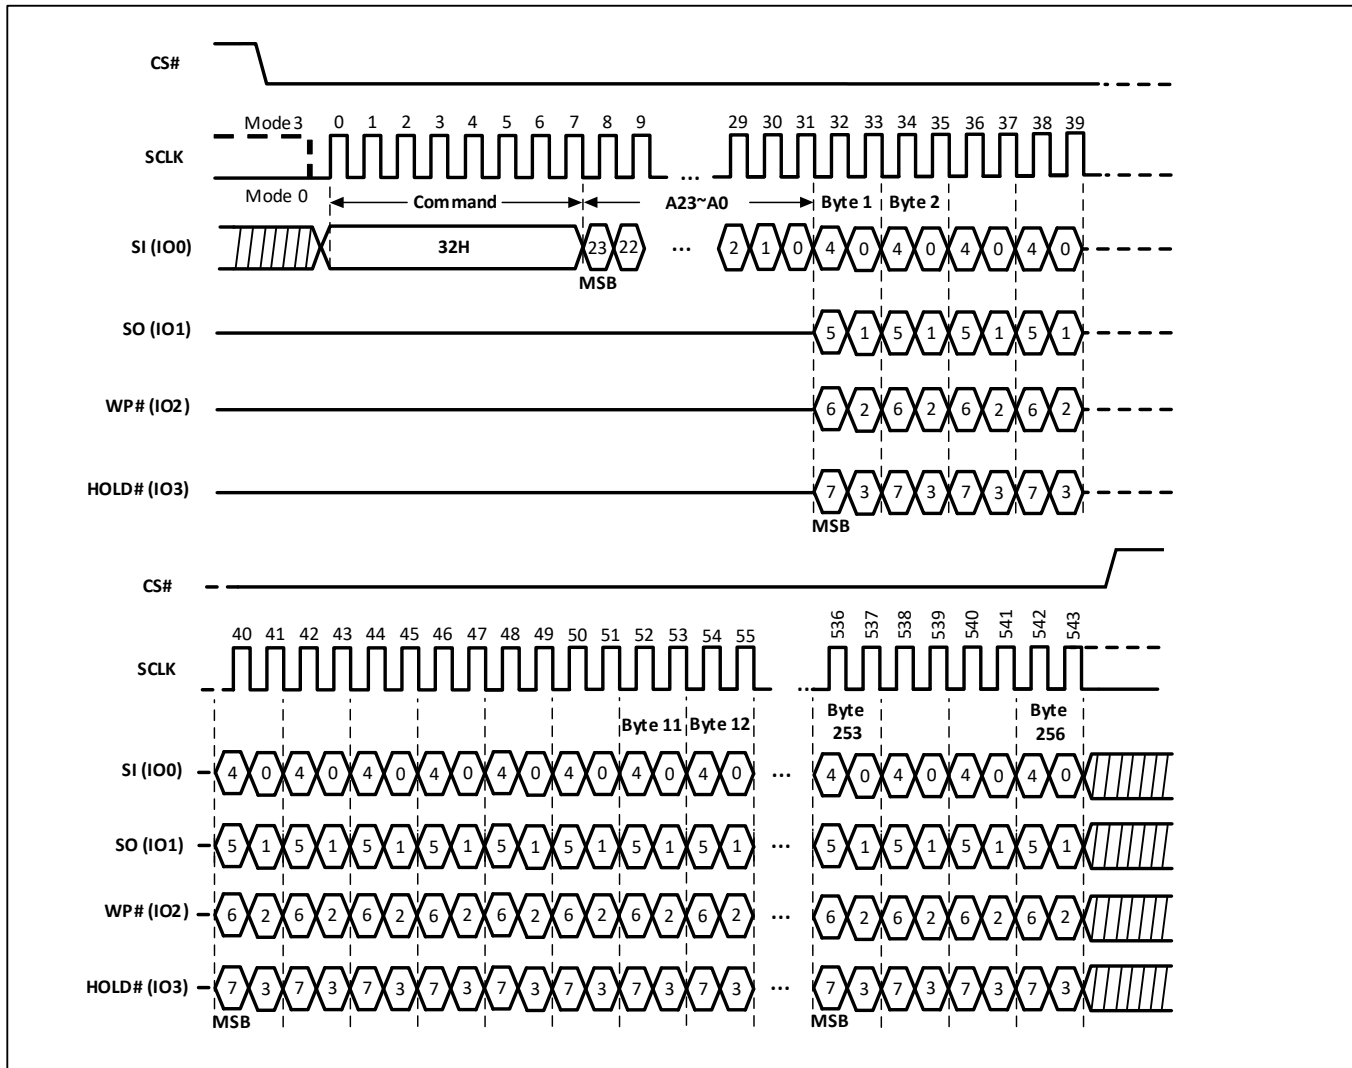 CS#
Mode 3 0 1 2 3 4 5 6 7 8 9 29 30 31 32 33 34 35 36 37 38 39
SCLK
...
Mode 0 Command A23~A0 Byte 1 Byte 2
SI (IO0) 32H 23 22 ... 2 1 0 4 0 4 0 4 0 4 0
MSB
SO (IO1) 5 1 5 1 5 1 5 1
WP# (IO2) 6 2 6 2 6 2 6 2
HOLD# (IO3) 7 3 7 3 7 3 7 3
MSB
CS#
40 41 42 43 44 45 46 47 48 49 50 51 52 53 54 55 536 537 538 539 540 541 542 543
SCLK
...
Byte 11 Byte 12 Byte 253 Byte 256
SI (IO0) 4 0 4 0 4 0 4 0 4 0 4 0 4 0 4 0 ... 4 0 4 0 4 0 4 0
SO (IO1) 5 1 5 1 5 1 5 1 5 1 5 1 5 1 5 1 ... 5 1 5 1 5 1 5 1
WP# (IO2) 6 2 6 2 6 2 6 2 6 2 6 2 6 2 6 2 ... 6 2 6 2 6 2 6 2
HOLD# (IO3) 7 3 7 3 7 3 7 3 7 3 7 3 7 3 7 3 ... 7 3 7 3 7 3 7 3
MSB MSB